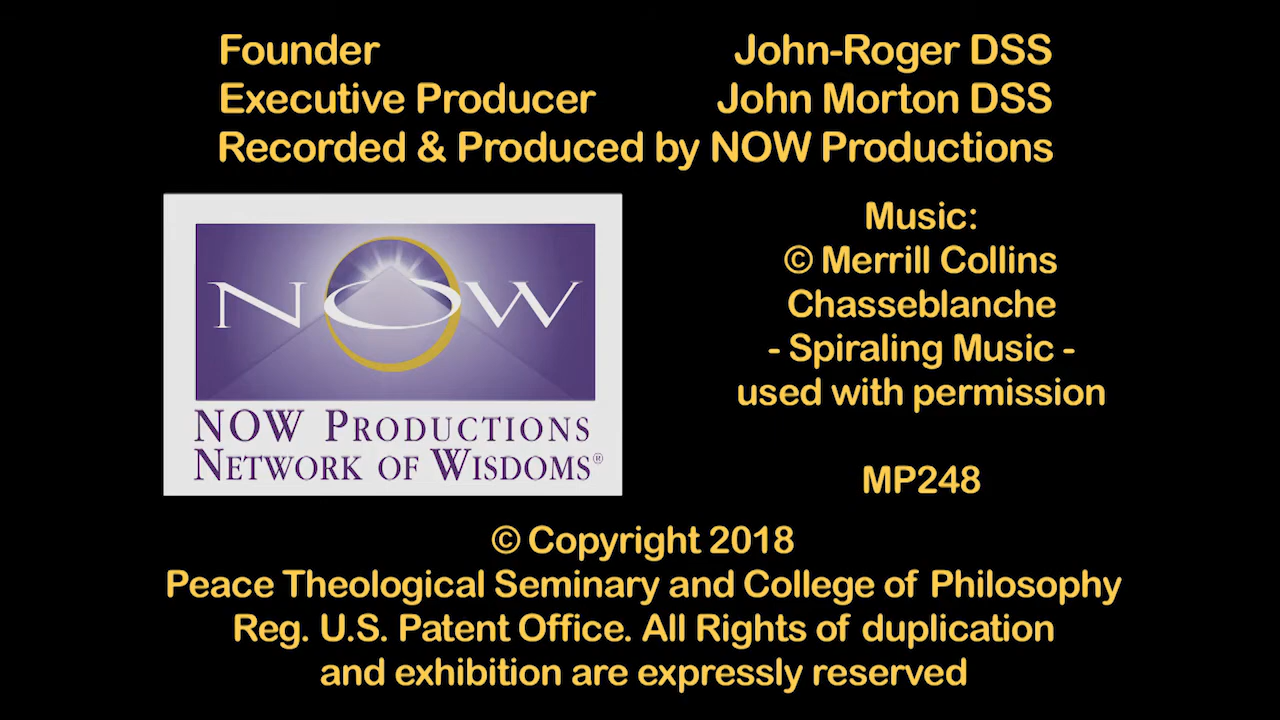 Founder John-Roger DSS
Executive Producer John Morton DSS
Recorded & Produced by NOW Productions
NOW
NOW PRODUCTIONS
NETWORK OF WISDOMS®
Music:
© Merrill Collins
Chasseblanche
- Spiraling Music -
used with permission
MP248
© Copyright 2018
Peace Theological Seminary and College of Philosophy
Reg. U.S. Patent Office. All Rights of duplication
and exhibition are expressly reserved